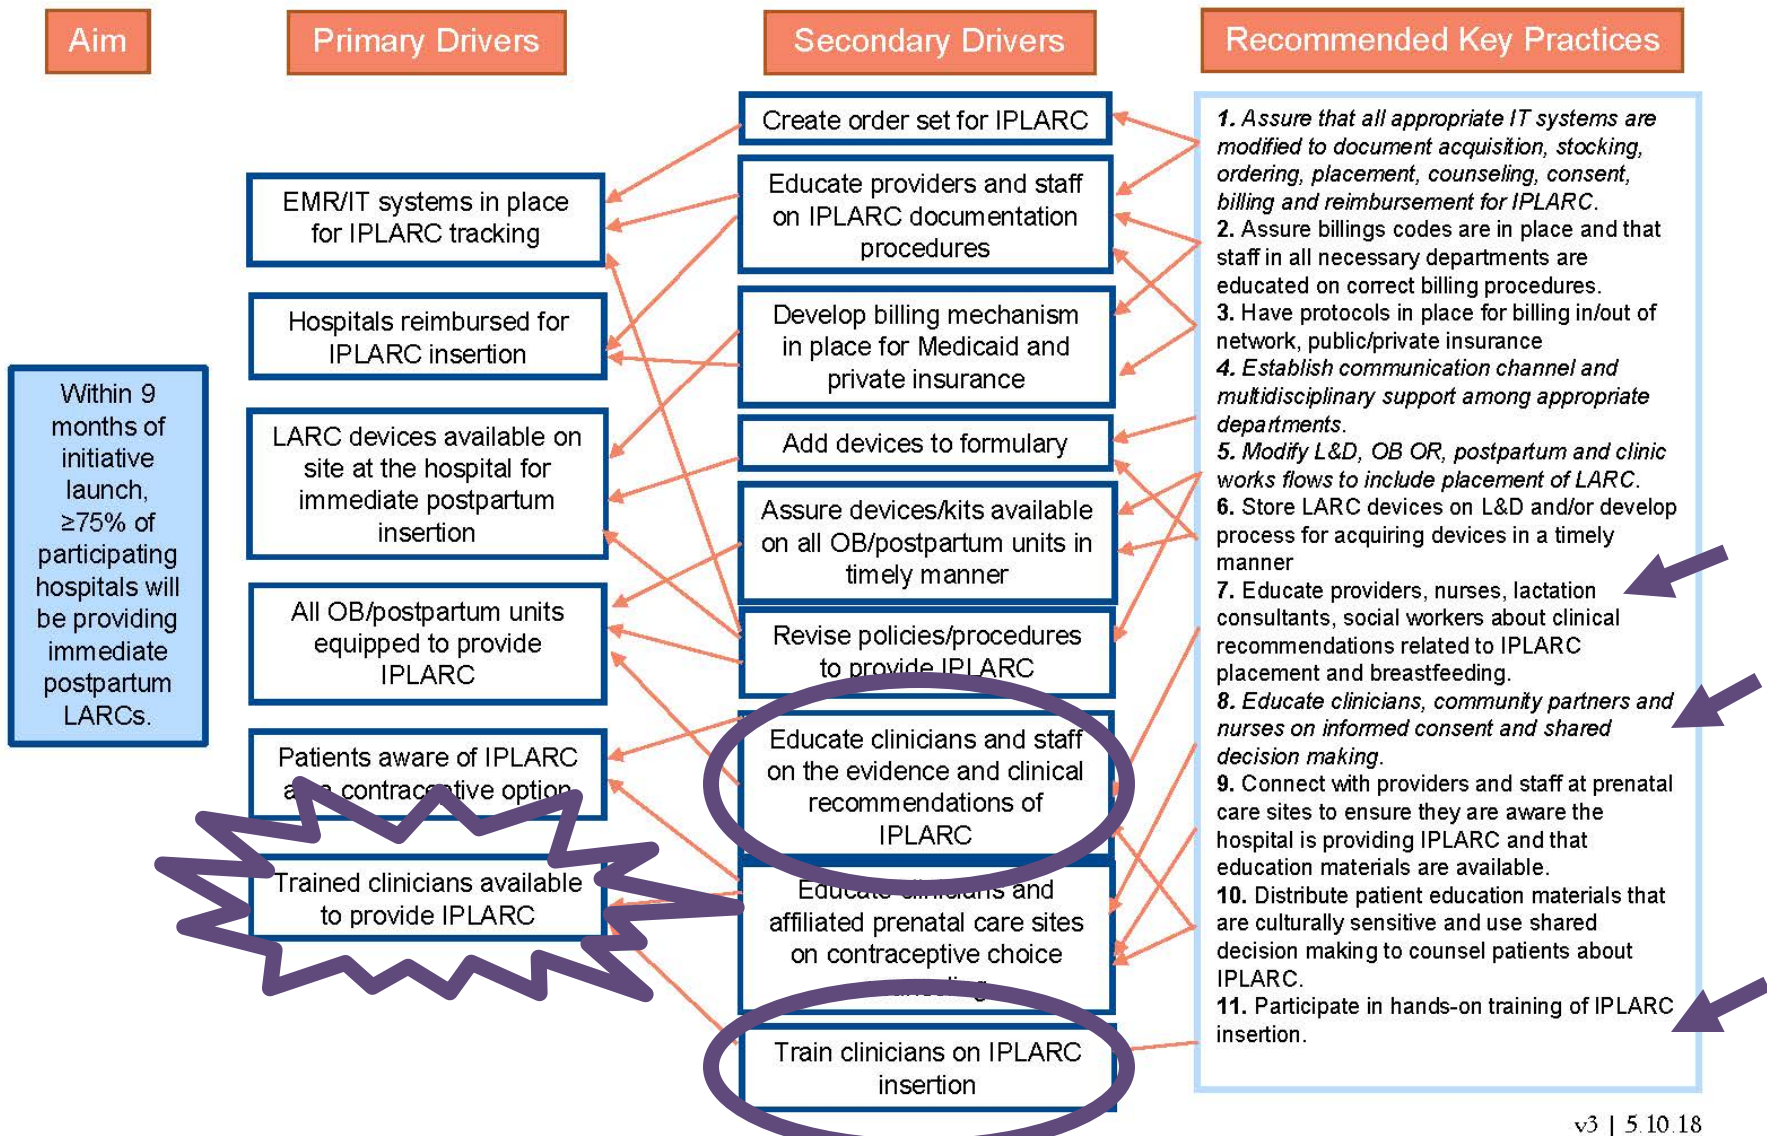 Aim
Primary Drivers
Secondary Drivers
Recommended Key Practices
Within 9
months of
initiative
launch,
≥75% of
participating
hospitals will
be providing
immediate
postpartum
LARCs.
EMR/IT systems in place
for IPLARC tracking
Hospitals reimbursed for
IPLARC insertion
LARC devices available on
site at the hospital for
immediate postpartum
insertion
All OB/postpartum units
equipped to provide
IPLARC
Patients aware of IPLARC
as a contraceptive option
Trained clinicians available
to provide IPLARC
Create order set for IPLARC
Educate providers and staff
on IPLARC documentation
procedures
Develop billing mechanism
in place for Medicaid and
private insurance
Add devices to formulary
Assure devices/kits available
on all OB/postpartum units in
timely manner
Revise policies/procedures
to provide IPLARC
Educate clinicians and staff
on the evidence and clinical
recommendations of
IPLARC
Educate clinicians and
affiliated prenatal care sites
on contraceptive choice
Train clinicians on IPLARC
insertion
1. Assure that all appropriate IT systems are
modified to document acquisition, stocking,
ordering, placement, counseling, consent,
billing and reimbursement for IPLARC.
2. Assure billings codes are in place and that
staff in all necessary departments are
educated on correct billing procedures.
3. Have protocols in place for billing in/out of
network, public/private insurance
4. Establish communication channel and
multidisciplinary support among appropriate
departments.
5. Modify L&D, OB OR, postpartum and clinic
works flows to include placement of LARC.
6. Store LARC devices on L&D and/or develop
process for acquiring devices in a timely
manner
7. Educate providers, nurses, lactation
consultants, social workers about clinical
recommendations related to IPLARC
placement and breastfeeding.
8. Educate clinicians, community partners and
nurses on informed consent and shared
decision making.
9. Connect with providers and staff at prenatal
care sites to ensure they are aware the
hospital is providing IPLARC and that
education materials are available.
10. Distribute patient education materials that
are culturally sensitive and use shared
decision making to counsel patients about
IPLARC.
11. Participate in hands-on training of IPLARC
insertion.
v3 | 5.10.18